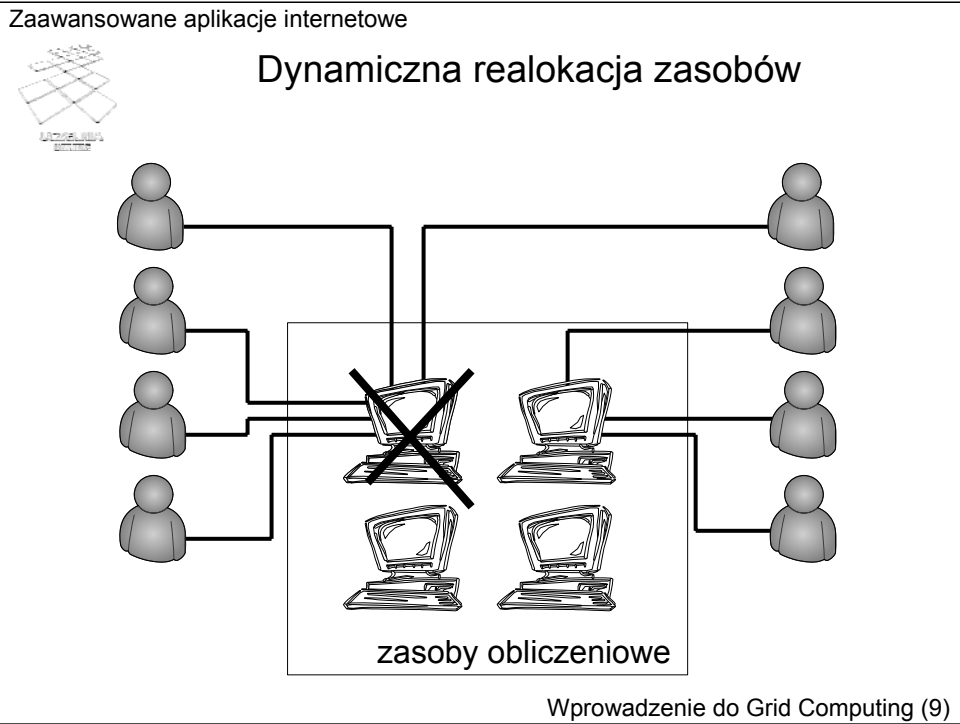 Zaawansowane aplikacje internetowe
Dynamiczna realokacja zasobów
zasoby obliczeniowe
Wprowadzenie do Grid Computing (9)